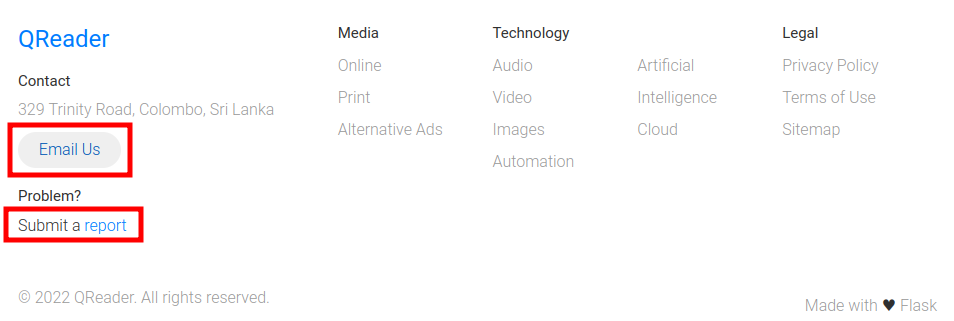 QReader
Contact
329 Trinity Road, Colombo, Sri Lanka
Email Us
Problem?
Submit a report
Media
Online
Print
Alternative Ads
Technology
Audio
Video
Images
Automation
Artificial
Intelligence
Cloud
Legal
Privacy Policy
Terms of Use
Sitemap
© 2022 QReader. All rights reserved.
Made with ♥ Flask